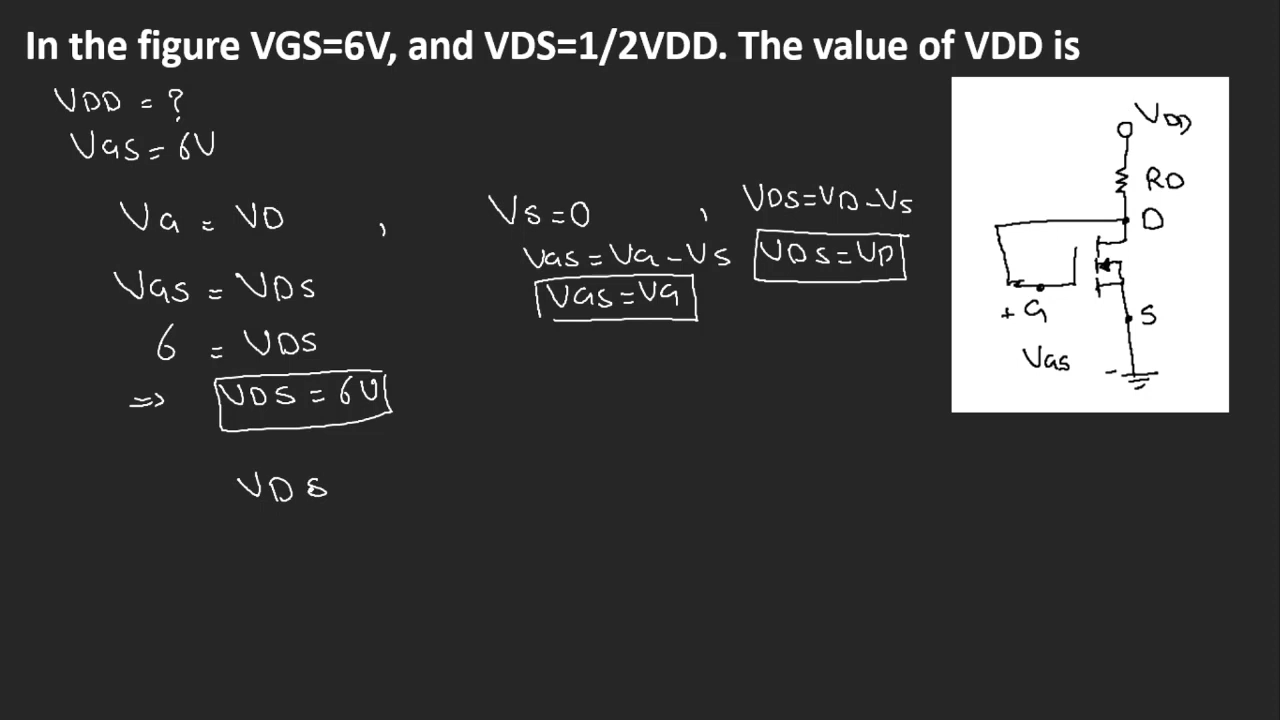 In the figure VGS=6V, and VDS=1/2VDD. The value of VDD is
VDD = ?
VGS = 6V
VG = VD , VS = 0 , VDS = VD - VS
VGS = VG - VS VDS = VD
VGS = VDS VGS = VG
6 = VDS
=> VDS = 6V
VDS
VDD
RD
D
+ G
S
VGS -